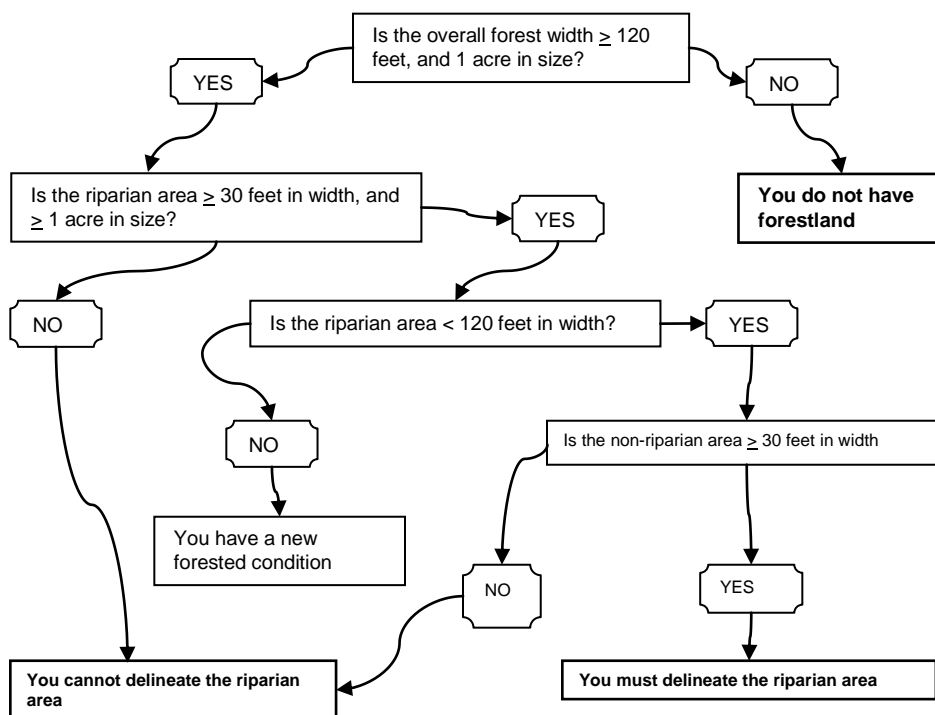 Is the overall forest width ≥ 120
feet, and 1 acre in size?
YES
NO
Is the riparian area ≥ 30 feet in width, and
≥ 1 acre in size?
YES
You do not have
forestland
NO
Is the riparian area < 120 feet in width?
YES
NO
Is the non-riparian area ≥ 30 feet in width
You have a new
forested condition
NO
YES
You cannot delineate the riparian
area
You must delineate the riparian area